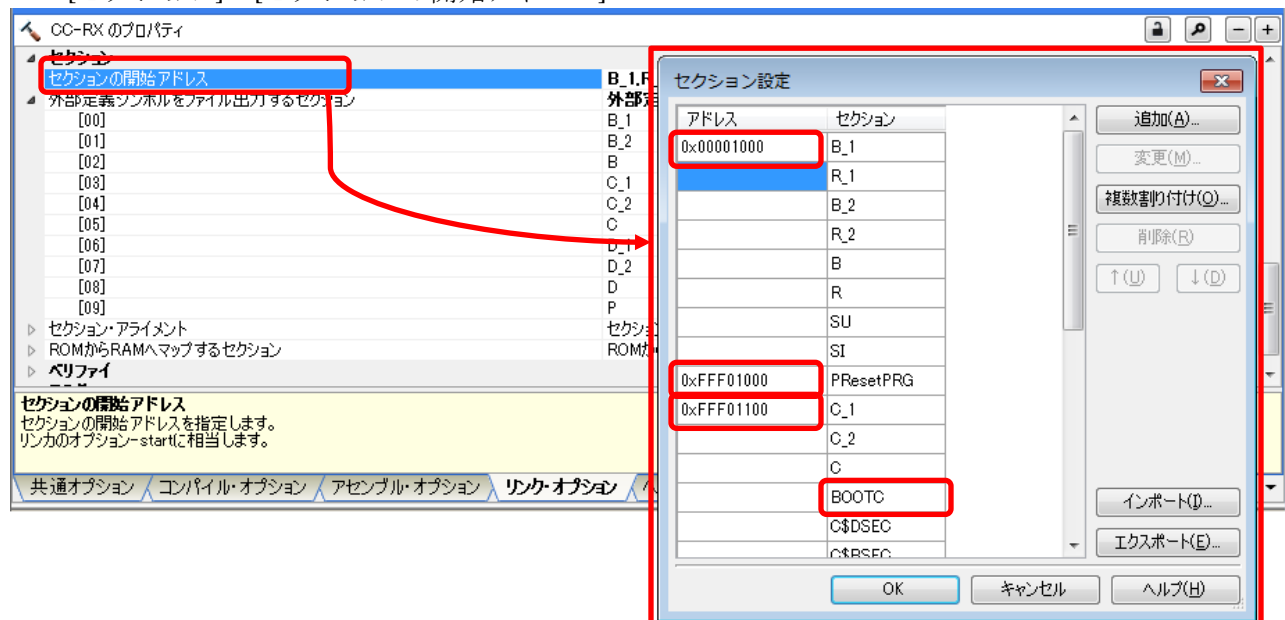 CC-RX のプロパティ
セクション
セクションの開始アドレス B_1,R
外部定義シンボルをファイル出力するセクション 外部定
[00] B_1
[01] B_2
[02] B
[03] C_1
[04] C_2
[05] C
[06] D_1
[07] D_2
[08] D
[09] P
セクション・アライメント セクショ
ROMからRAMへマップするセクション ROMか
ベリファイ
セクションの開始アドレス
セクションの開始アドレスを指定します。
リンカのオプション-startに相当します。
共通オプション
コンパイル・オプション
アセンブル・オプション
リンク・オプション
セクション設定
アドレス セクション
0x00001000 B_1
R_1
B_2
R_2
B
R
SU
SI
0xFFF01000 PResetPRG
0xFFF01100 C_1
C_2
C
BOOTC
C$DSEC
C$BSEC
追加(A)...
変更(M)...
複数割り付け(O)...
削除(R)
↑(U) ↓(D)
インポート(I)...
エクスポート(E)...
OK キャンセル ヘルプ(H)